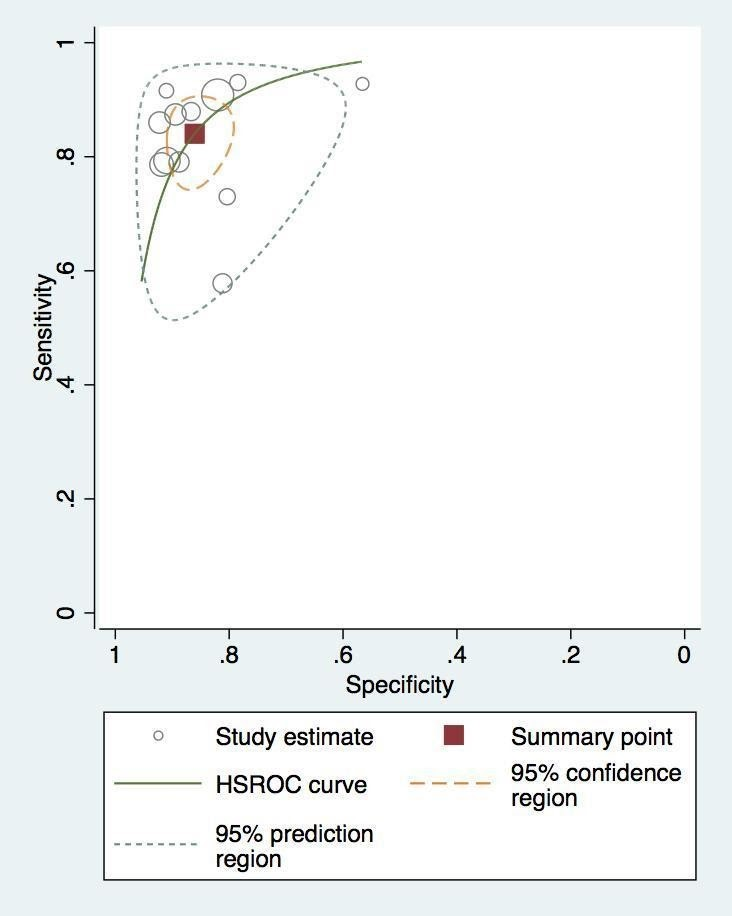 1
.8
.6
.4
.2
0
Sensitivity
1 .8 .6 .4 .2 0
Specificity
Study estimate
Summary point
HSROC curve
95% confidence
region
95% prediction
region